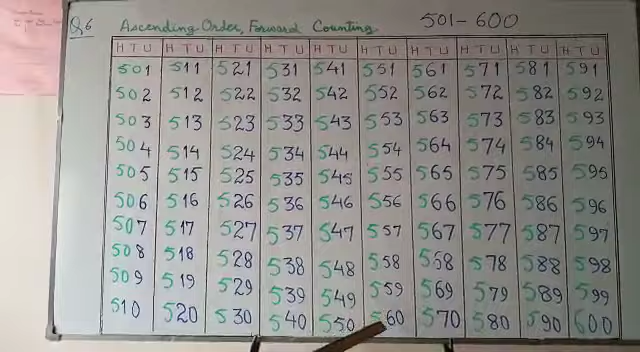 Q6 Ascending Order, Forward Counting 501-600
H T U H T U H T U H T U H T U H T U H T U H T U H T U H T U
501 511 521 531 541 551 561 571 581 591
502 512 522 532 542 552 562 572 582 592
503 513 523 533 543 553 563 573 583 593
504 514 524 534 544 554 564 574 584 594
505 515 525 535 545 555 565 575 585 595
506 516 526 536 546 556 566 576 586 596
507 517 527 537 547 557 567 577 587 597
508 518 528 538 548 558 568 578 588 598
509 519 529 539 549 559 569 579 589 599
510 520 530 540 550 560 570 580 590 600